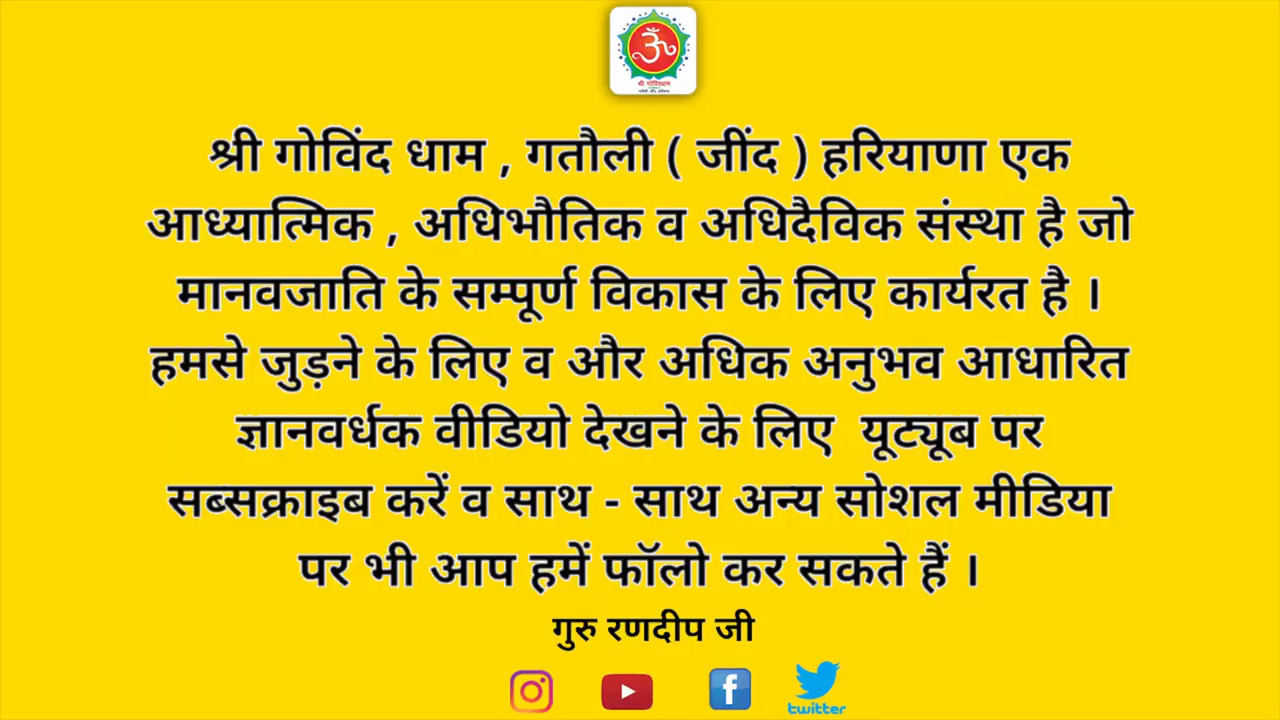 ॐ
श्री गोविंदधाम
श्री गोविंद धाम , गतौली ( जींद ) हरियाणा एक
आध्यात्मिक , अधिभौतिक व अधिदैविक संस्था है जो
मानवजाति के सम्पूर्ण विकास के लिए कार्यरत है ।
हमसे जुड़ने के लिए व और अधिक अनुभव आधारित
ज्ञानवर्धक वीडियो देखने के लिए यूट्यूब पर
सब्सक्राइब करें व साथ - साथ अन्य सोशल मीडिया
पर भी आप हमें फॉलो कर सकते हैं ।
गुरु रणदीप जी
twitter